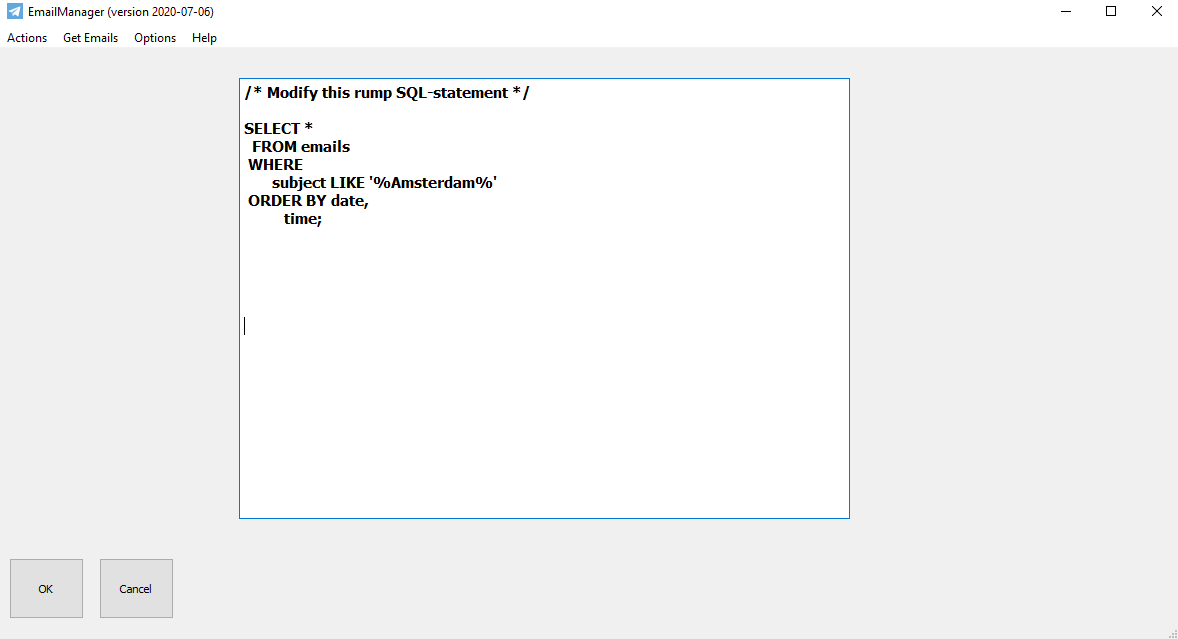 EmailManager (version 2020-07-06)
Actions Get Emails Options Help
/* Modify this rump SQL-statement */
SELECT *
FROM emails
WHERE
subject LIKE '%Amsterdam%'
ORDER BY date,
time;
OK Cancel